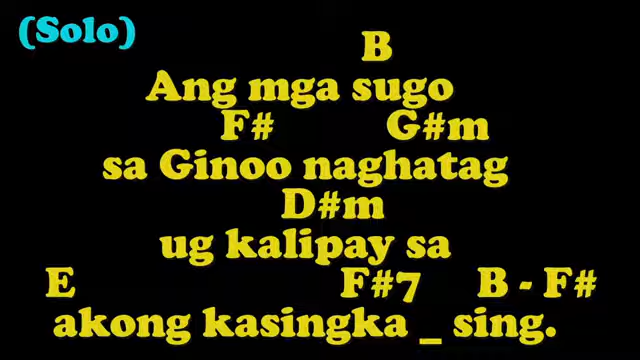 (Solo)
B
Ang mga sugo
F# G#m
sa Ginoo naghatag
D#m
ug kalipay sa
E F#7 B - F#
akong kasingka _ sing.